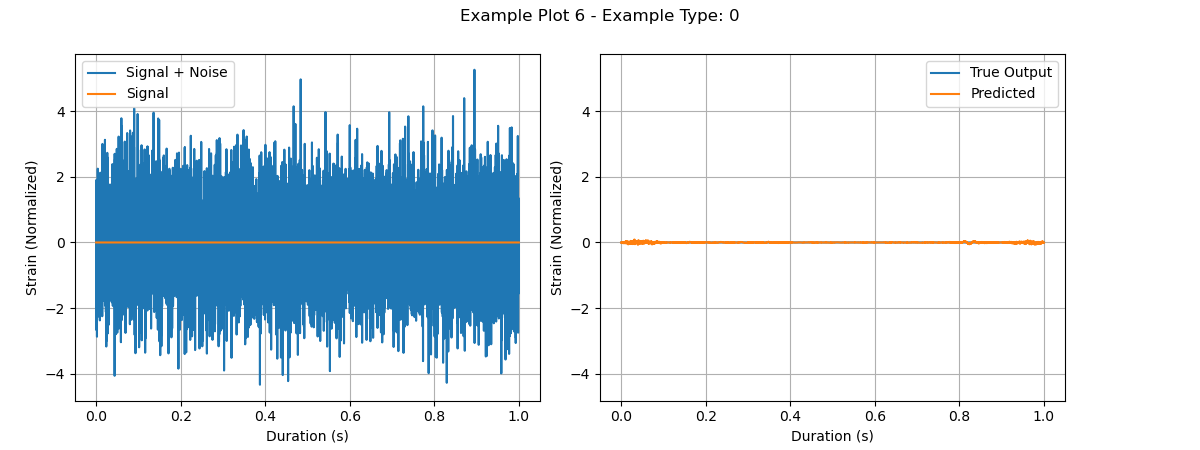 Example Plot 6 - Example Type: 0
Signal + Noise
Signal
4
2
0
−2
−4
Strain (Normalized)
0.0 0.2 0.4 0.6 0.8 1.0
Duration (s)
True Output
Predicted
4
2
0
−2
−4
Strain (Normalized)
0.0 0.2 0.4 0.6 0.8 1.0
Duration (s)